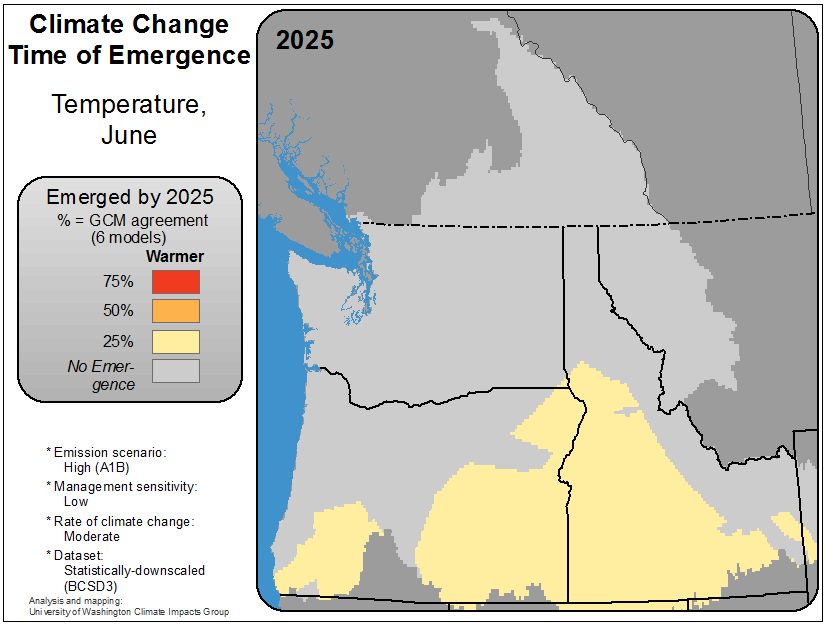 Climate Change
Time of Emergence
Temperature,
June
2025
Emerged by 2025
% = GCM agreement
(6 models)
Warmer
75%
50%
25%
No Emer-
gence
* Emission scenario:
High (A1B)
* Management sensitivity:
Low
* Rate of climate change:
Moderate
* Dataset:
Statistically-downscaled
(BCSD3)
Analysis and mapping:
University of Washington Climate Impacts Group